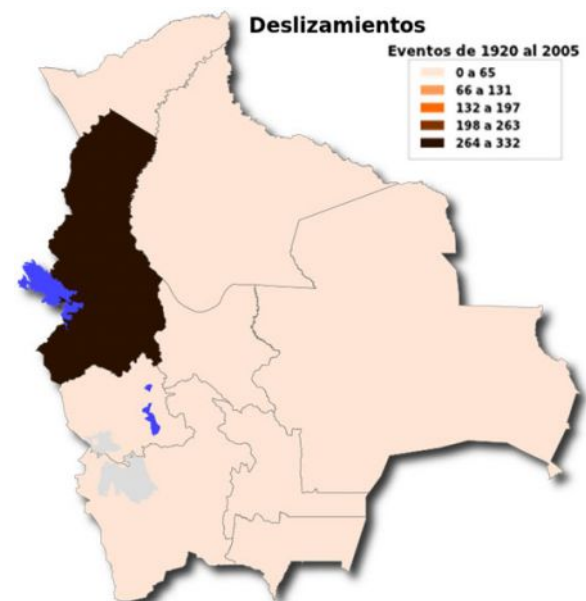 Deslizamientos
Eventos de 1920 al 2005
0 a 65
66 a 131
132 a 197
198 a 263
264 a 332